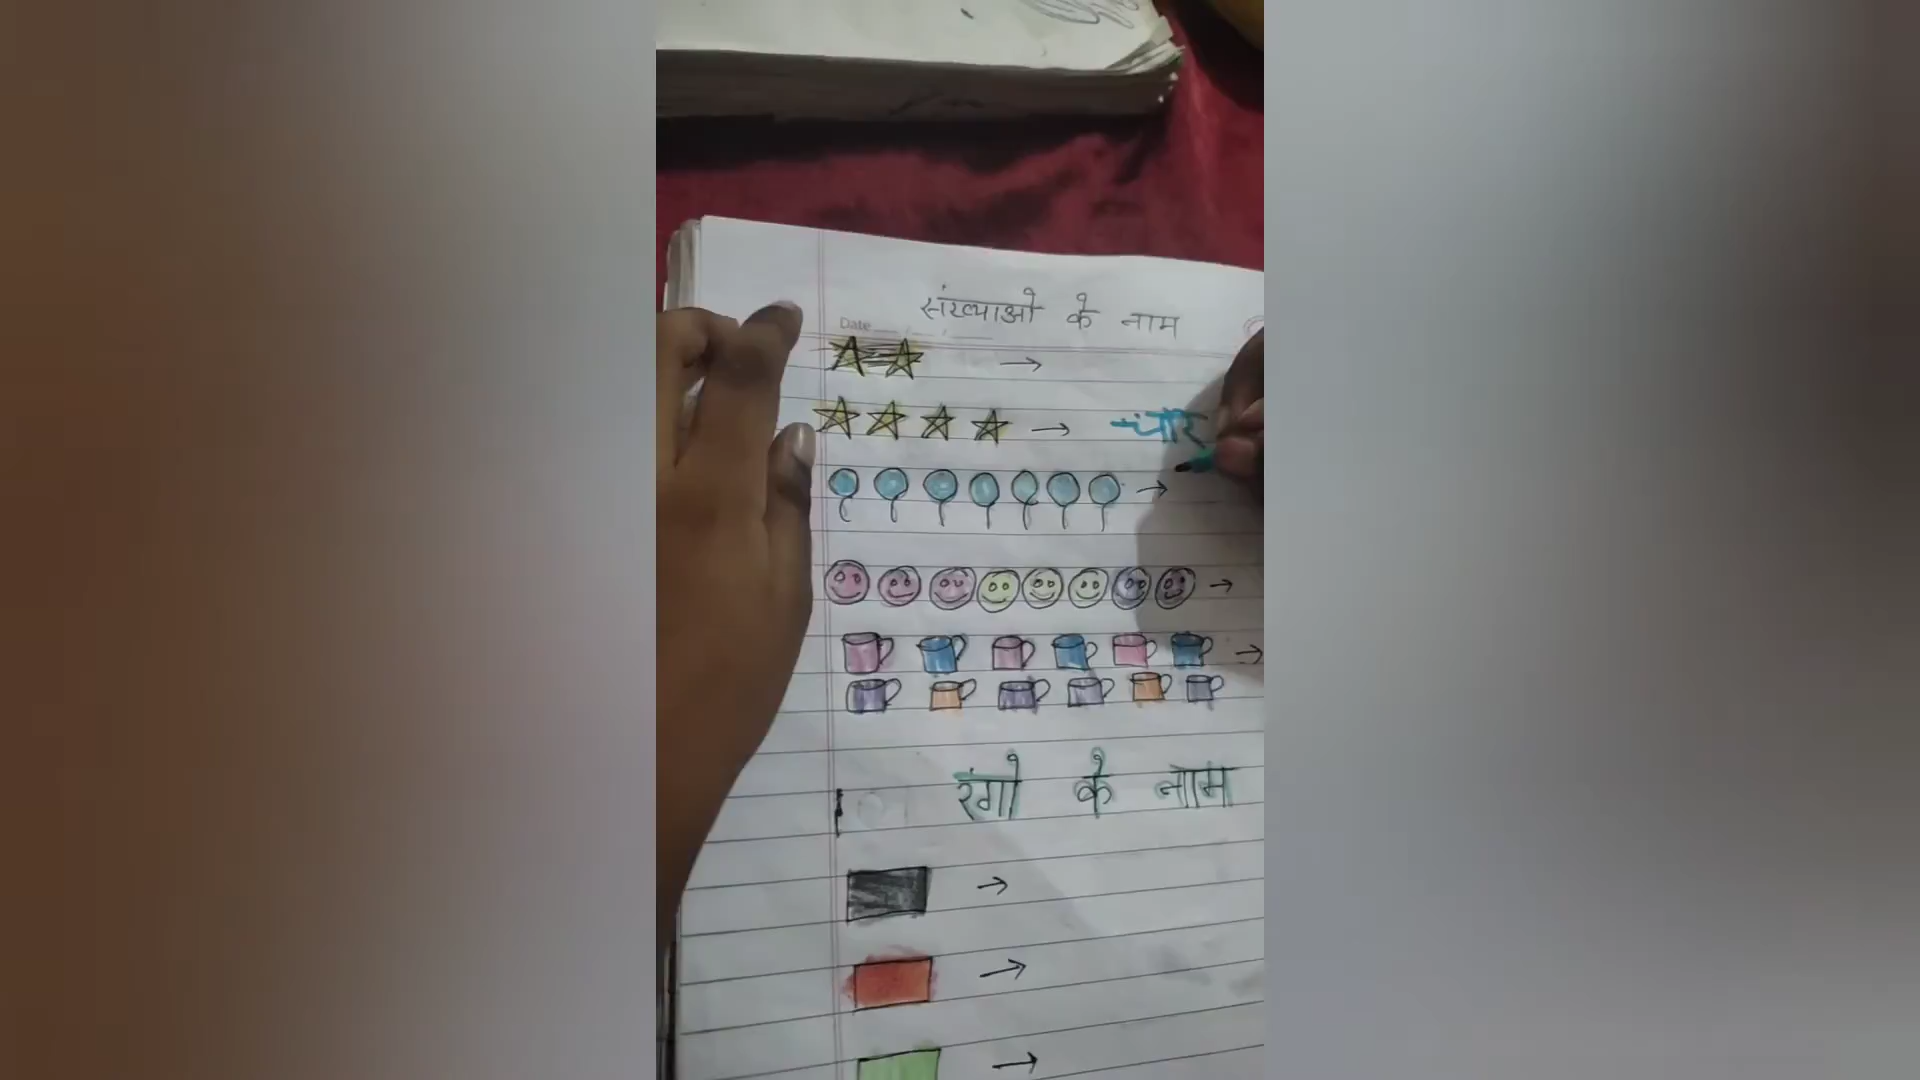 संख्याओ के नाम
Date
चार
रंगो के नाम